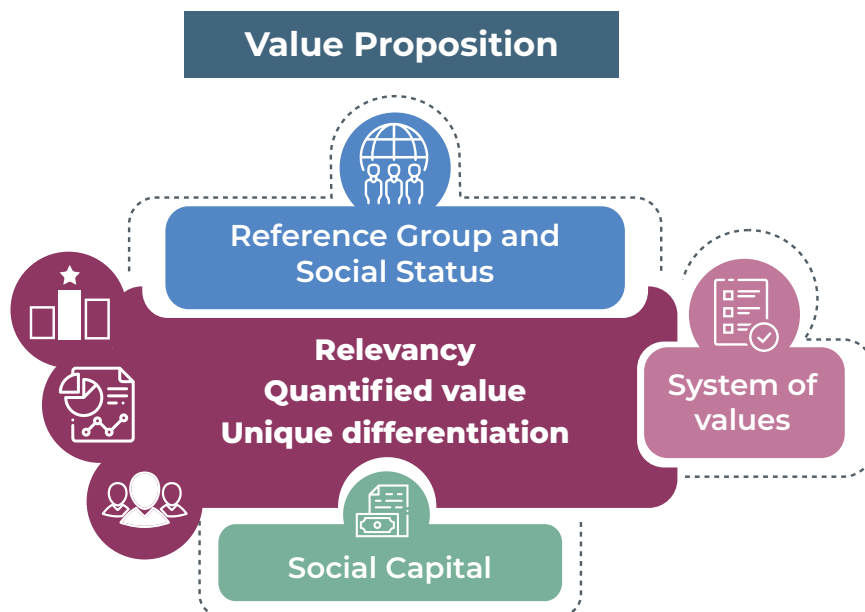 Value Proposition
Reference Group and
Social Status
Relevancy
Quantified value
Unique differentiation
System of
values
Social Capital